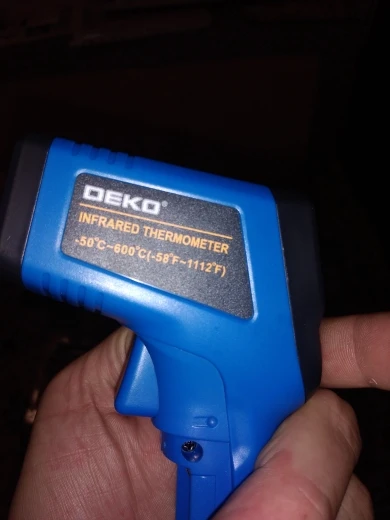 DEKO®
INFRARED THERMOMETER
-50°C~600°C(-58°F~1112°F)